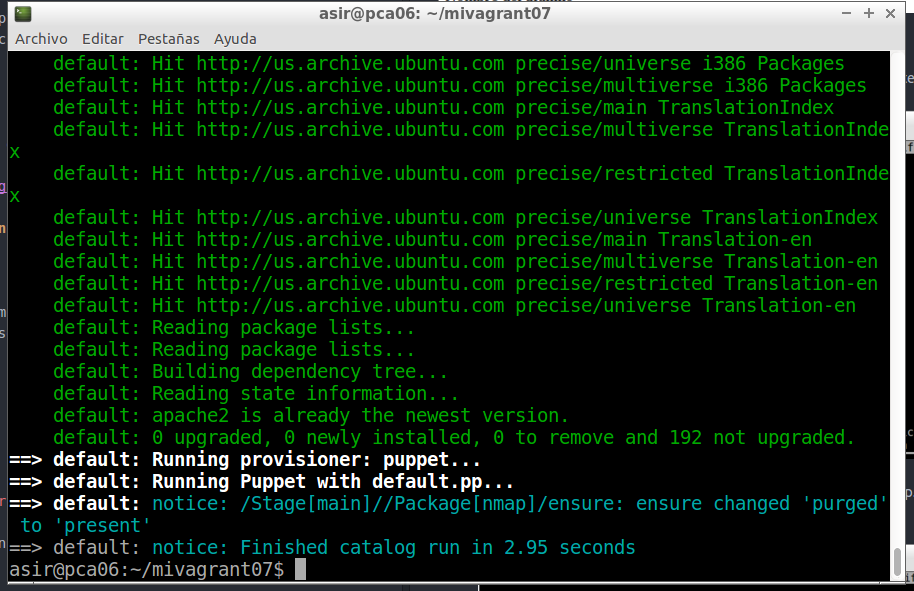 asir@pca06: ~/mivagrant07
Archivo Editar Pestañas Ayuda
default: Hit http://us.archive.ubuntu.com precise/universe i386 Packages
default: Hit http://us.archive.ubuntu.com precise/multiverse i386 Packages
default: Hit http://us.archive.ubuntu.com precise/main TranslationIndex
default: Hit http://us.archive.ubuntu.com precise/multiverse TranslationInde
x
default: Hit http://us.archive.ubuntu.com precise/restricted TranslationInde
x
default: Hit http://us.archive.ubuntu.com precise/universe TranslationIndex
default: Hit http://us.archive.ubuntu.com precise/main Translation-en
default: Hit http://us.archive.ubuntu.com precise/multiverse Translation-en
default: Hit http://us.archive.ubuntu.com precise/restricted Translation-en
default: Hit http://us.archive.ubuntu.com precise/universe Translation-en
default: Reading package lists...
default: Reading package lists...
default: Building dependency tree...
default: Reading state information...
default: apache2 is already the newest version.
default: 0 upgraded, 0 newly installed, 0 to remove and 192 not upgraded.
==> default: Running provisioner: puppet...
==> default: Running Puppet with default.pp...
==> default: notice: /Stage[main]//Package[nmap]/ensure: ensure changed 'purged'
to 'present'
==> default: notice: Finished catalog run in 2.95 seconds
asir@pca06:~/mivagrant07$